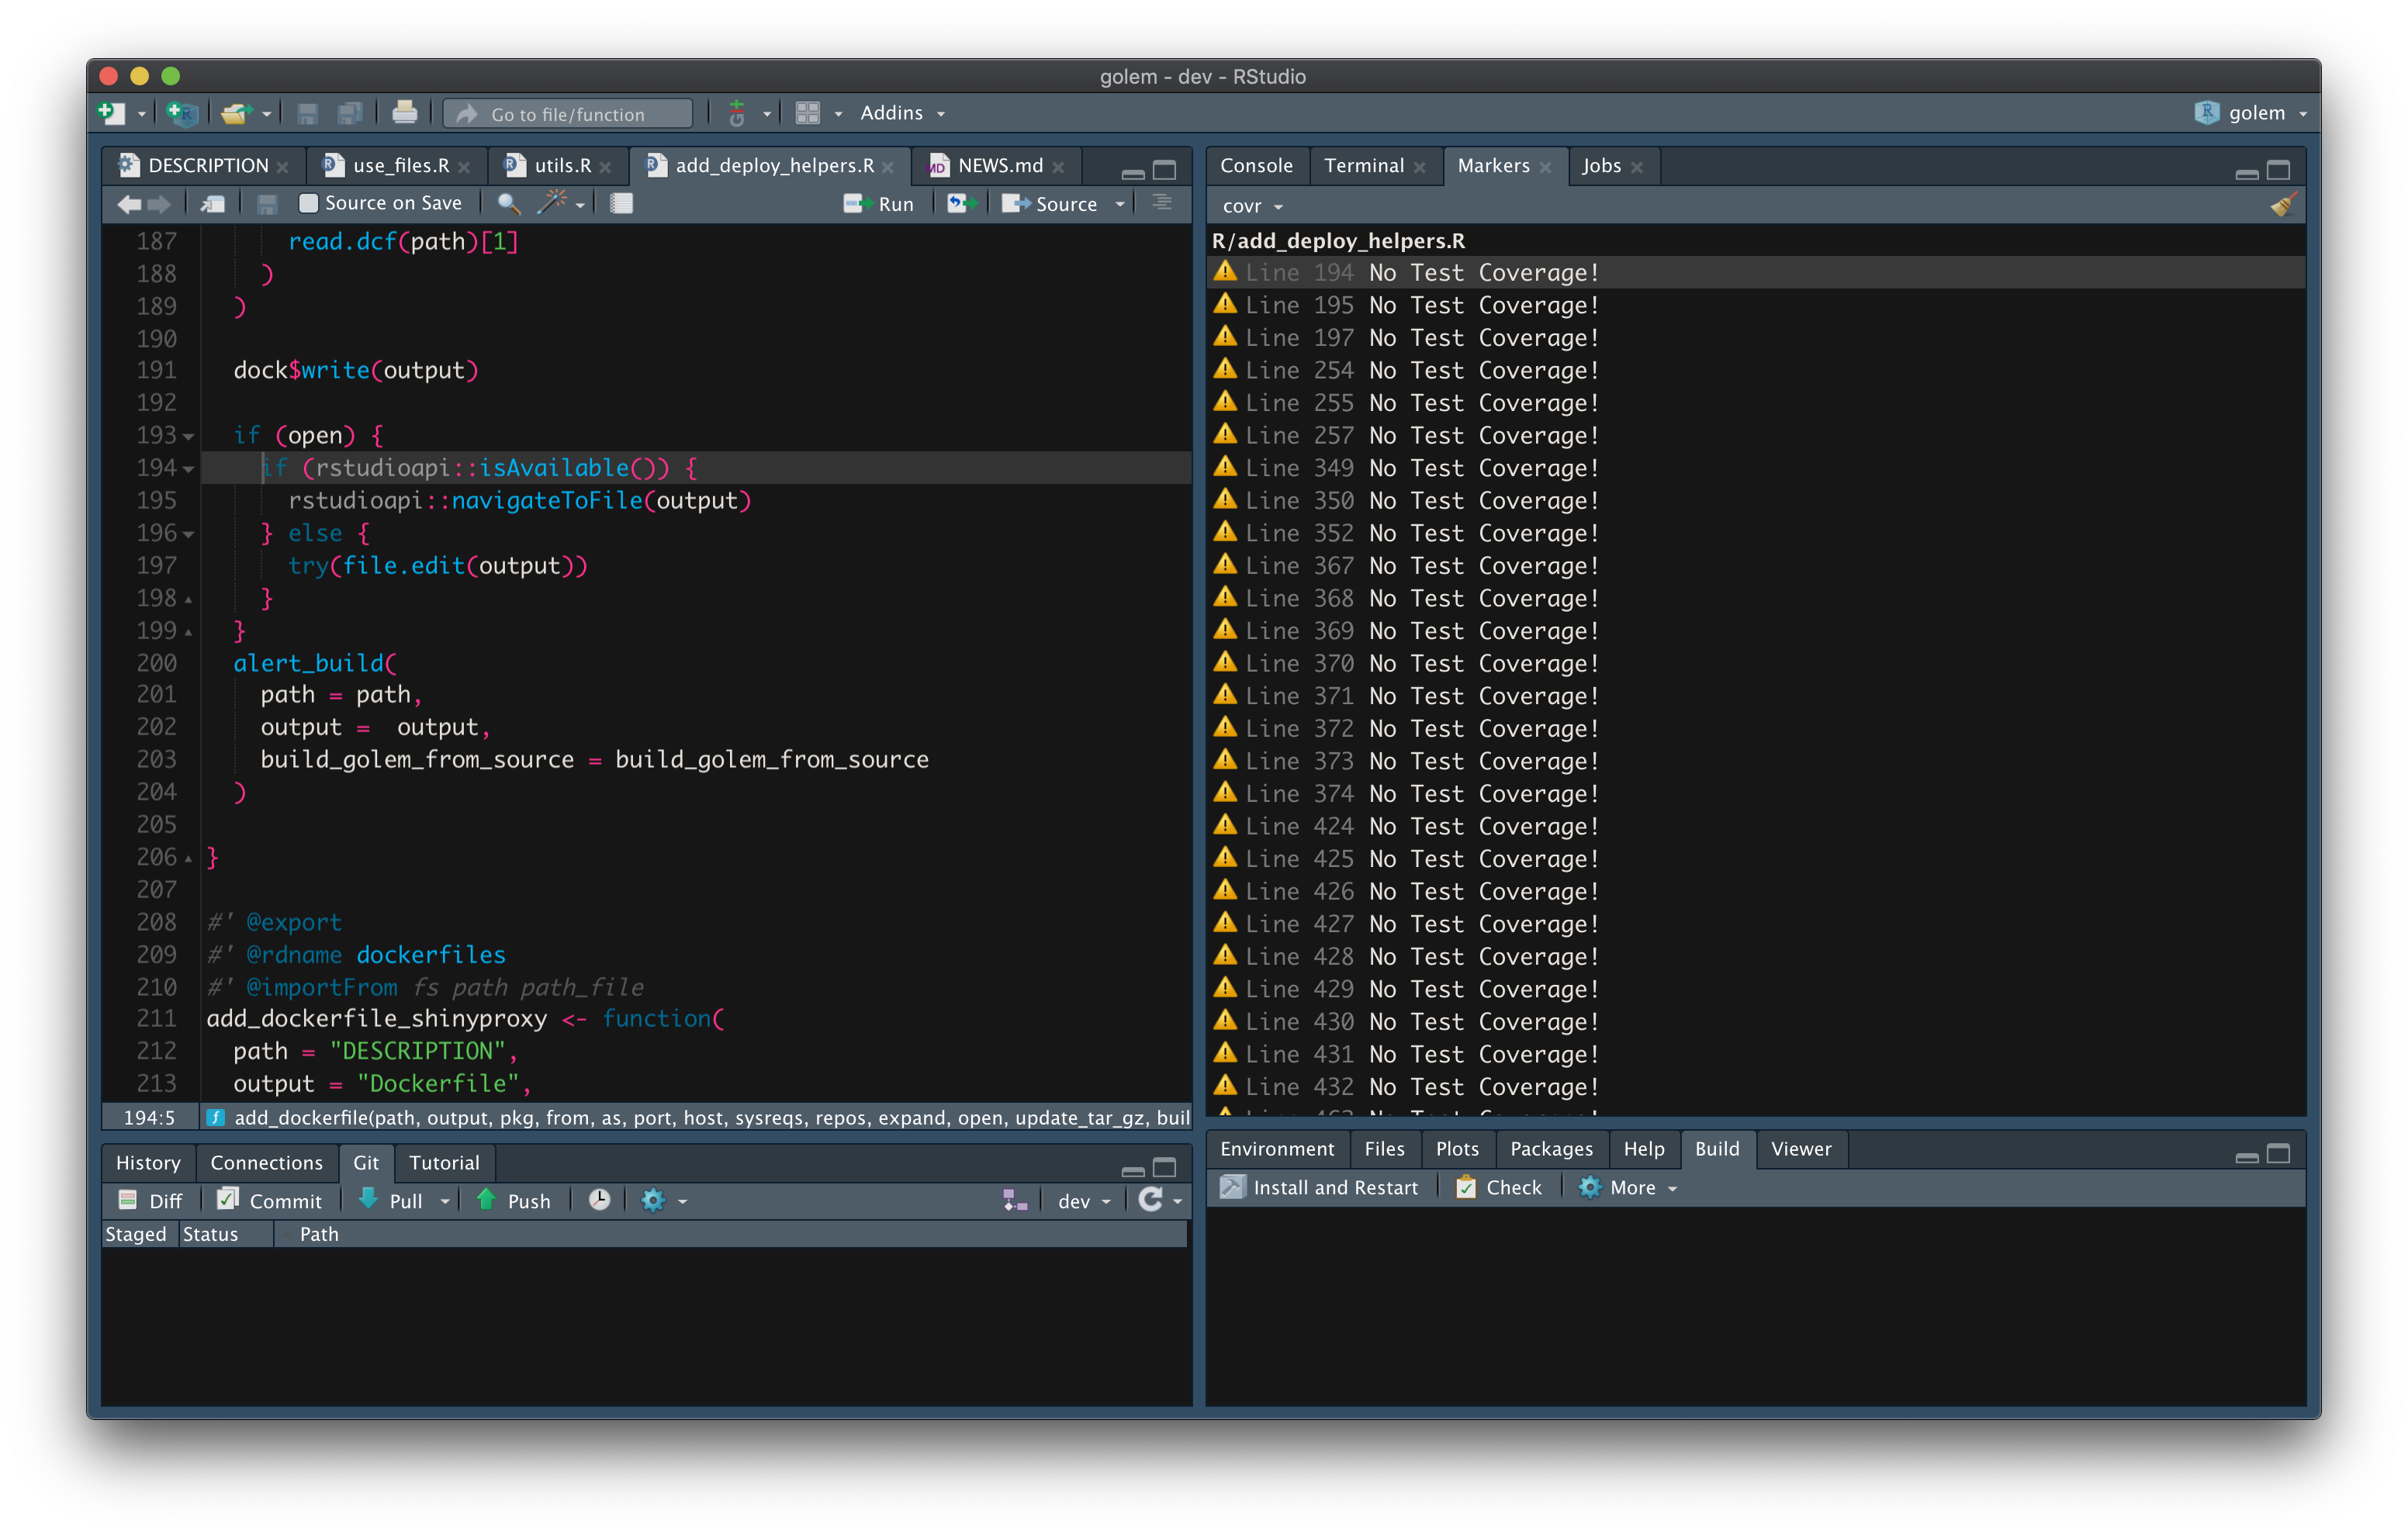 golem - dev - RStudio
Go to file/function
Addins
golem
DESCRIPTION
use_files.R
utils.R
add_deploy_helpers.R
NEWS.md
Source on Save
Run
Source
187 read.dcf(path)[1]
188 )
189 )
190
191 dock$write(output)
192
193 if (open) {
194 if (rstudioapi::isAvailable()) {
195 rstudioapi::navigateToFile(output)
196 } else {
197 try(file.edit(output))
198 }
199 }
200 alert_build(
201 path = path,
202 output =  output,
203 build_golem_from_source = build_golem_from_source
204 )
205
206 }
207
208 #' @export
209 #' @rdname dockerfiles
210 #' @importFrom fs path path_file
211 add_dockerfile_shinyproxy <- function(
212 path = "DESCRIPTION",
213 output = "Dockerfile",
194:5 add_dockerfile(path, output, pkg, from, as, port, host, sysreqs, repos, expand, open, update_tar_gz, buil
Console
Terminal
Markers
Jobs
covr
R/add_deploy_helpers.R
Line 194 No Test Coverage!
Line 195 No Test Coverage!
Line 197 No Test Coverage!
Line 254 No Test Coverage!
Line 255 No Test Coverage!
Line 257 No Test Coverage!
Line 349 No Test Coverage!
Line 350 No Test Coverage!
Line 352 No Test Coverage!
Line 367 No Test Coverage!
Line 368 No Test Coverage!
Line 369 No Test Coverage!
Line 370 No Test Coverage!
Line 371 No Test Coverage!
Line 372 No Test Coverage!
Line 373 No Test Coverage!
Line 374 No Test Coverage!
Line 424 No Test Coverage!
Line 425 No Test Coverage!
Line 426 No Test Coverage!
Line 427 No Test Coverage!
Line 428 No Test Coverage!
Line 429 No Test Coverage!
Line 430 No Test Coverage!
Line 431 No Test Coverage!
Line 432 No Test Coverage!
History
Connections
Git
Tutorial
Diff
Commit
Pull
Push
dev
Staged
Status
Path
Environment
Files
Plots
Packages
Help
Build
Viewer
Install and Restart
Check
More